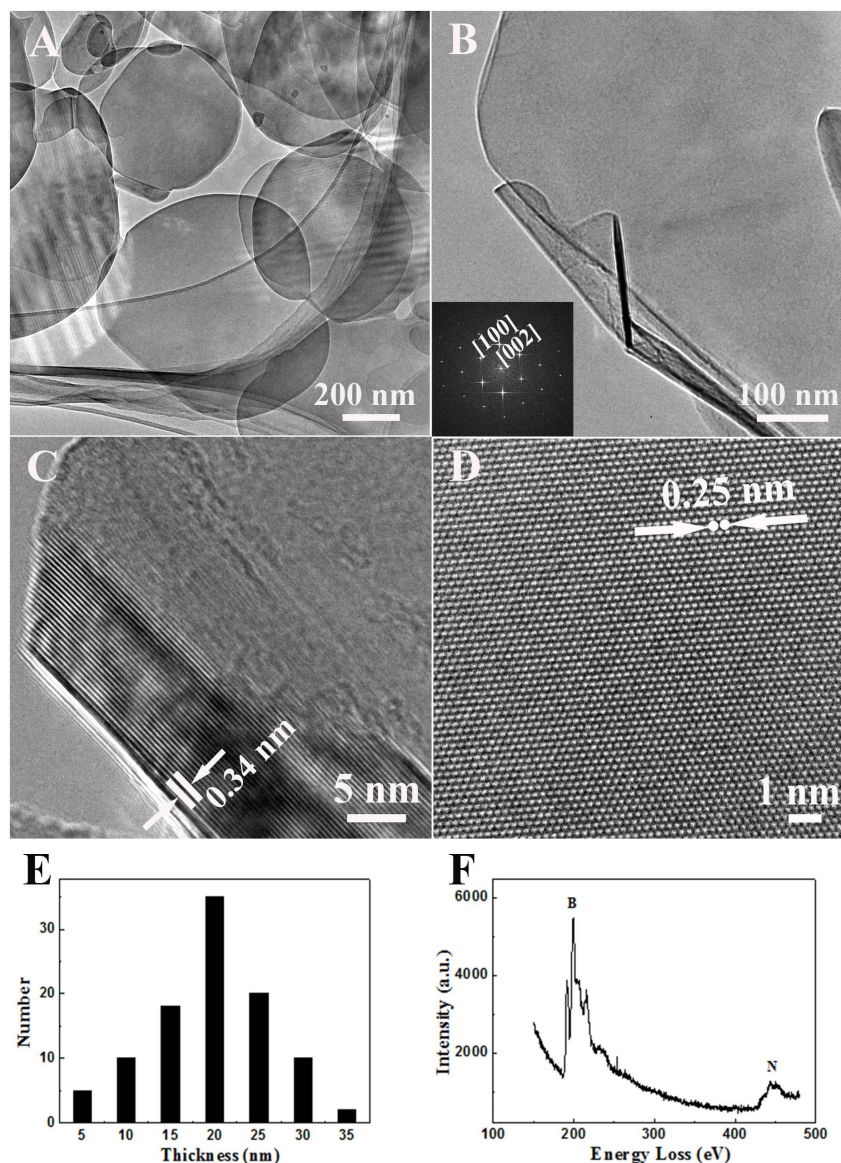 A
200 nm
B
[100]
[002]
100 nm
C
0.34 nm
5 nm
D
0.25 nm
1 nm
E
30
20
10
0
Number
5 10 15 20 25 30 35
Thickness (nm)
F
6000
4000
2000
Intensity (a.u.)
B
N
100 200 300 400 500
Energy Loss (eV)